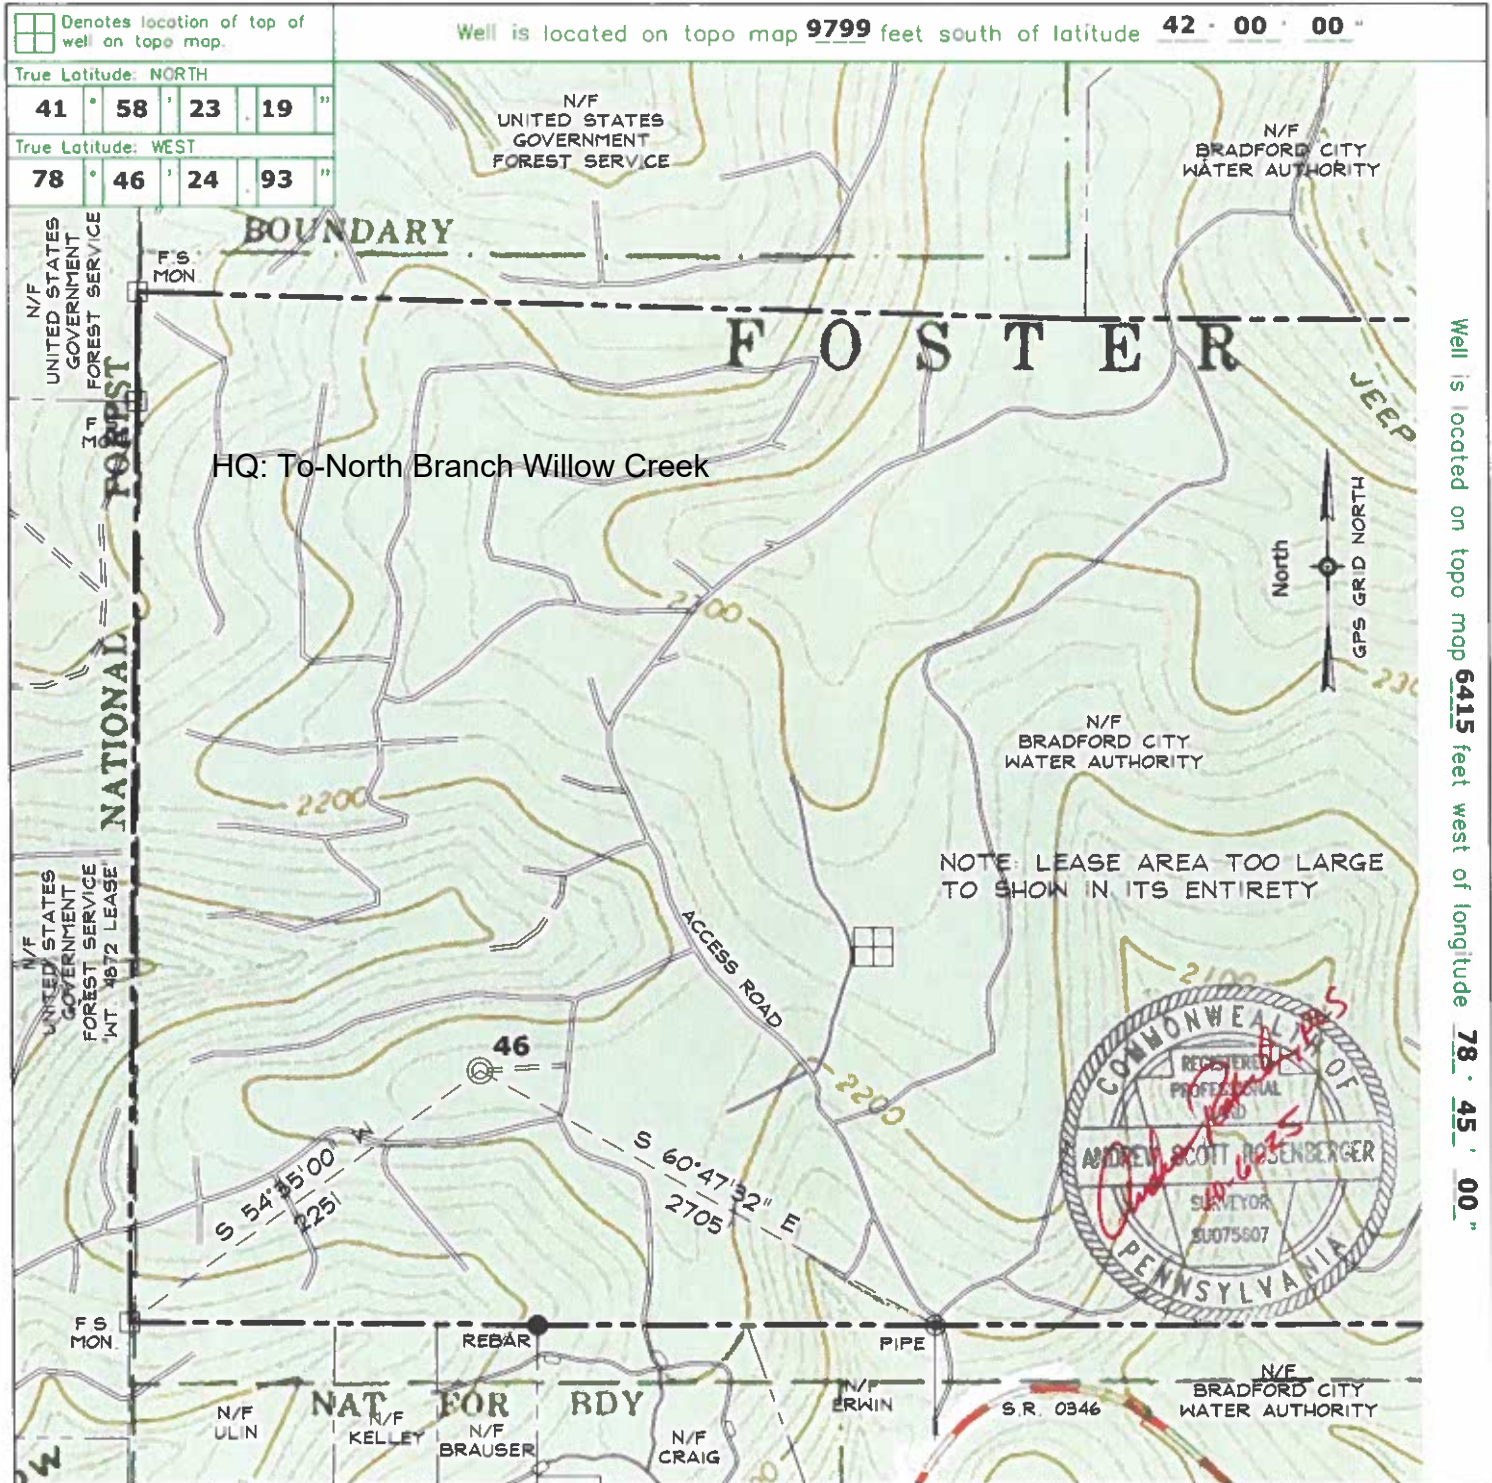 Denotes location of top of
well on topo map.
Well is located on topo map 9799 feet south of latitude 42 ° 00 ' 00 "
True Latitude: NORTH
41 ° 58 ' 23 . 19 "
True Latitude: WEST
78 ° 46 ' 24 . 93 "
N/F
UNITED STATES
GOVERNMENT
FOREST SERVICE
N/F
BRADFORD CITY
WATER AUTHORITY
BOUNDARY
F.S.
MON
N/F
UNITED STATES
GOVERNMENT
FOREST SERVICE
FOSTER
JEEP
NATIONAL FOREST
HQ: To-North Branch Willow Creek
North
GPS GRID NORTH
2300
Well is located on topo map 6415 feet west of longitude 78 ° 45 ' 00 "
N/F
BRADFORD CITY
WATER AUTHORITY
2200
NOTE: LEASE AREA TOO LARGE
TO SHOW IN ITS ENTIRETY
N/F
UNITED STATES
GOVERNMENT
FOREST SERVICE
"WT. 4872 LEASE"
ACCESS ROAD
2100
46
2200
COMMONWEALTH OF
REGISTERED
PROFESSIONAL
LAND
ANDREW SCOTT ROSENBERGER
SURVEYOR
SU075807
PENNSYLVANIA
10-6-25
S 60°47'32" E
2705'
2251'
F.S.
MON.
REBAR
PIPE
N/F
ULIN
NAT FOR BDY
N/F
KELLEY
N/F
BRAUSER
N/F
CRAIG
N/F
ERWIN
S.R. 0346
N/F
BRADFORD CITY
WATER AUTHORITY